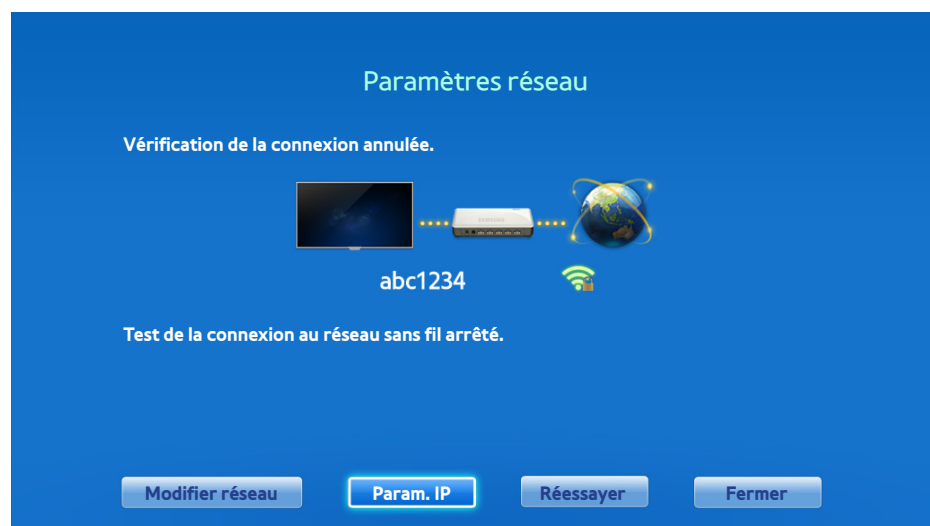 Paramètres réseau
Vérification de la connexion annulée.
SAMSUNG
abc1234
Test de la connexion au réseau sans fil arrêté.
Modifier réseau
Param. IP
Réessayer
Fermer